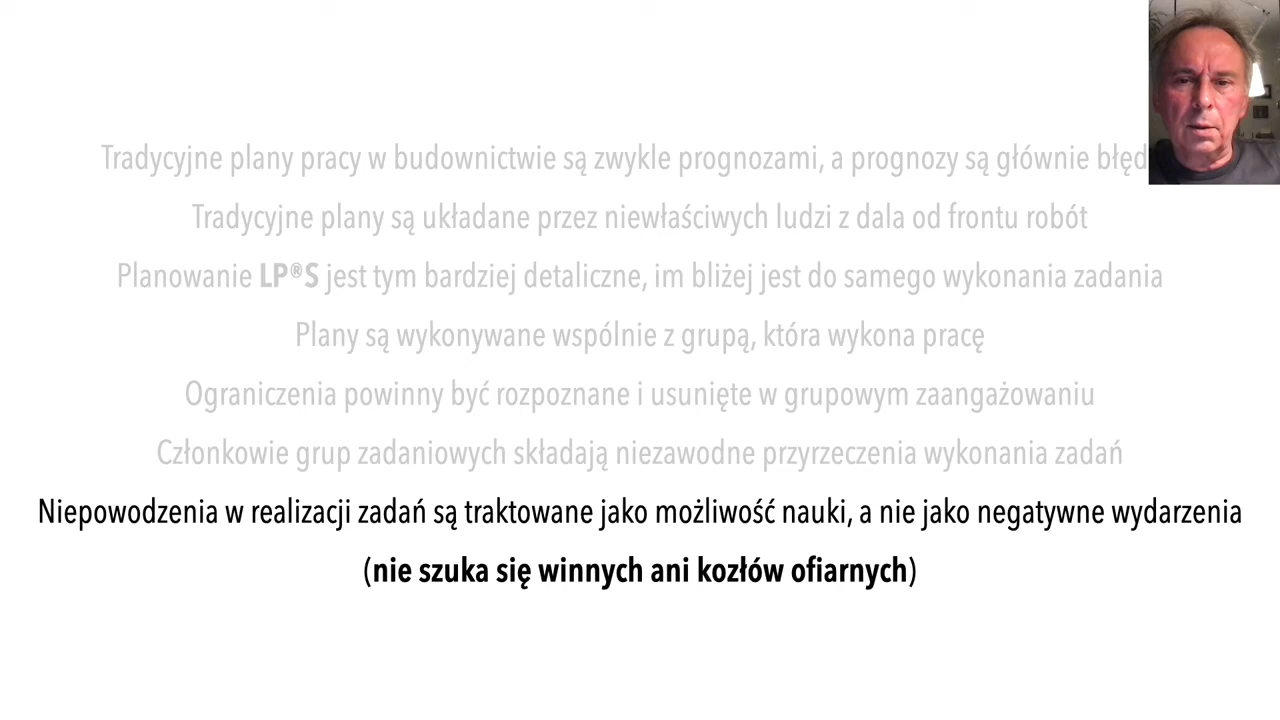 Tradycyjne plany pracy w budownictwie są zwykle prognozami, a prognozy są głównie
Tradycyjne plany są układane przez niewłaściwych ludzi z dala od frontu robót
Planowanie LP®S jest tym bardziej detaliczne, im bliżej jest do samego wykonania zadania
Plany są wykonywane wspólnie z grupą, która wykona pracę
Ograniczenia powinny być rozpoznane i usunięte w grupowym zaangażowaniu
Członkowie grup zadaniowych składają niezawodne przyrzeczenia wykonania zadań
Niepowodzenia w realizacji zadań są traktowane jako możliwość nauki, a nie jako negatywne wydarzenia
(nie szuka się winnych ani kozłów ofiarnych)